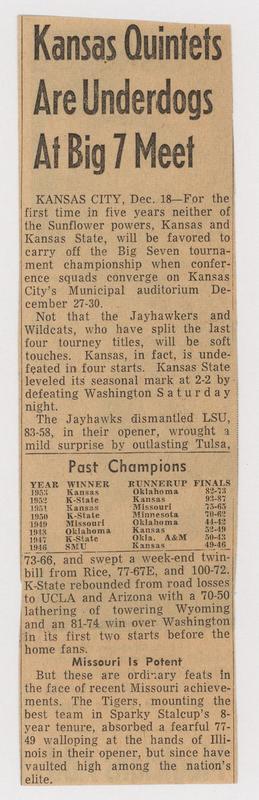 Kansas Quintets
Are Underdogs
At Big 7 Meet
KANSAS CITY, Dec. 18—For the
first time in five years neither of
the Sunflower powers, Kansas and
Kansas State, will be favored to
carry off the Big Seven tourna-
ment championship when confer-
ence squads converge on Kansas
City's Municipal auditorium De-
cember 27-30.
Not that the Jayhawkers and
Wildcats, who have split the last
four tourney titles, will be soft
touches. Kansas, in fact, is unde-
feated in four starts. Kansas State
leveled its seasonal mark at 2-2 by
defeating Washington Saturday
night.
The Jayhawks dismantled LSU,
83-58, in their opener, wrought a
mild surprise by outlasting Tulsa,
Past Champions
YEAR WINNER RUNNERUP FINALS
1953 Kansas Oklahoma 82-73
1952 K-State Kansas 93-87
1951 Kansas Missouri 75-65
1950 K-State Minnesota 70-62
1949 Missouri Oklahoma 44-42
1948 Oklahoma Kansas 52-49
1947 K-State Okla. A&M 50-43
1946 SMU Kansas 49-46
73-66, and swept a week-end twin-
bill from Rice, 77-67E, and 100-72.
K-State rebounded from road losses
to UCLA and Arizona with a 70-50
lathering of towering Wyoming
and an 81-74 win over Washington
in its first two starts before the
home fans.
Missouri Is Potent
But these are ordinary feats in
the face of recent Missouri achieve-
ments. The Tigers, mounting the
best team in Sparky Stalcup's 8-
year tenure, absorbed a fearful 77-
49 walloping at the hands of Illi-
nois in their opener, but since have
vaulted high among the nation's
elite.